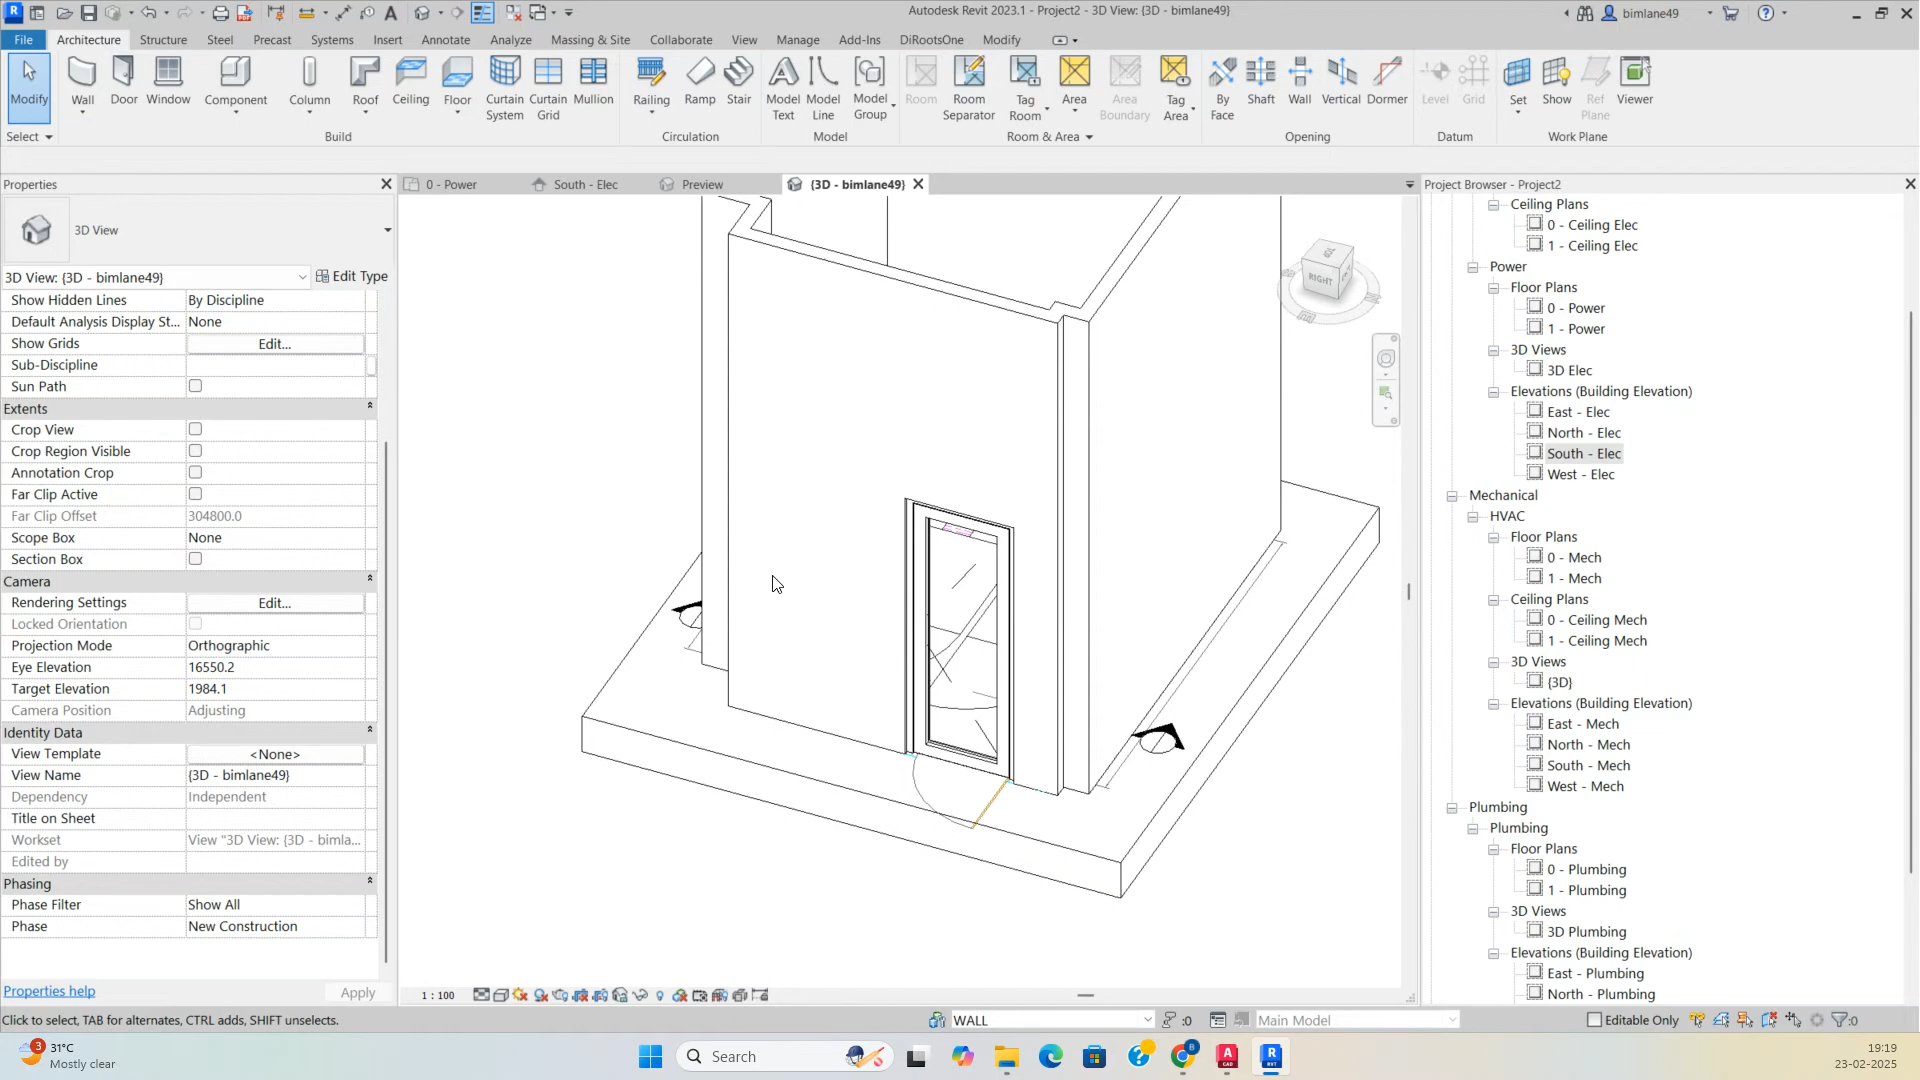 Autodesk Revit 2023.1 - Project2 - 3D View: {3D - bimlane49}
bimlane49
File Architecture Structure Steel Precast Systems Insert Annotate Analyze Massing & Site Collaborate View Manage Add-Ins DiRootsOne Modify
Modify Wall Door Window Component Column Roof Ceiling Floor Curtain System Curtain Grid Mullion Railing Ramp Stair Model Text Model Line Model Group Room Room Separator Tag Room Area Area Boundary Tag Area By Face Shaft Wall Vertical Dormer Level Grid Set Show Ref Plane Viewer
Select Build Circulation Model Room & Area Opening Datum Work Plane
Properties
0 - Power
South - Elec
Preview
{3D - bimlane49}
Project Browser - Project2
3D View
3D View: {3D - bimlane49}
Edit Type
Show Hidden Lines By Discipline
Default Analysis Display St... None
Show Grids Edit...
Sub-Discipline
Sun Path
Extents
Crop View
Crop Region Visible
Annotation Crop
Far Clip Active
Far Clip Offset 304800.0
Scope Box None
Section Box
Camera
Rendering Settings Edit...
Locked Orientation
Projection Mode Orthographic
Eye Elevation 16550.2
Target Elevation 1984.1
Camera Position Adjusting
Identity Data
View Template <None>
View Name {3D - bimlane49}
Dependency Independent
Title on Sheet
Workset View "3D View: {3D - bimla...
Edited by
Phasing
Phase Filter Show All
Phase New Construction
Properties help
Apply
RIGHT
Ceiling Plans
0 - Ceiling Elec
1 - Ceiling Elec
Power
Floor Plans
0 - Power
1 - Power
3D Views
3D Elec
Elevations (Building Elevation)
East - Elec
North - Elec
South - Elec
West - Elec
Mechanical
HVAC
Floor Plans
0 - Mech
1 - Mech
Ceiling Plans
0 - Ceiling Mech
1 - Ceiling Mech
3D Views
{3D}
Elevations (Building Elevation)
East - Mech
North - Mech
South - Mech
West - Mech
Plumbing
Plumbing
Floor Plans
0 - Plumbing
1 - Plumbing
3D Views
3D Plumbing
Elevations (Building Elevation)
East - Plumbing
North - Plumbing
1 : 100
Click to select, TAB for alternates, CTRL adds, SHIFT unselects.
WALL
:0
Main Model
Editable Only
:0
3
31°C
Mostly clear
Search
19:19
23-02-2025